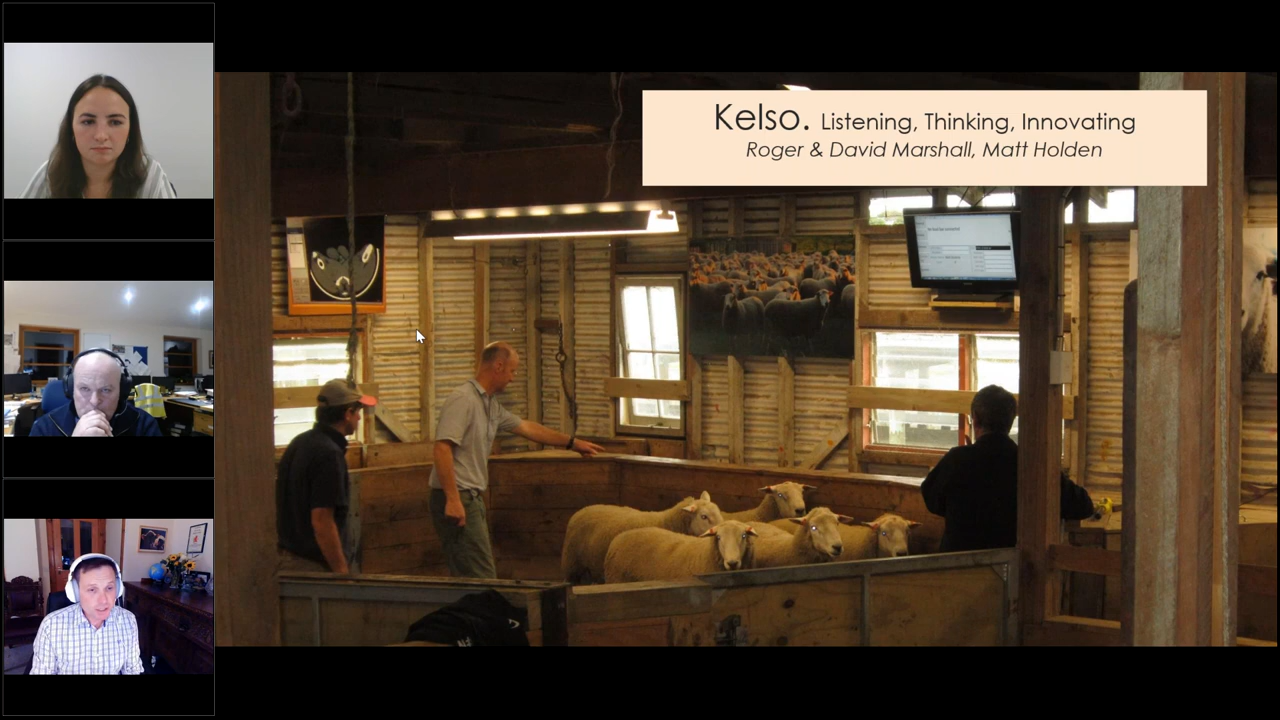 Kelso. Listening, Thinking, Innovating
Roger & David Marshall, Matt Holden